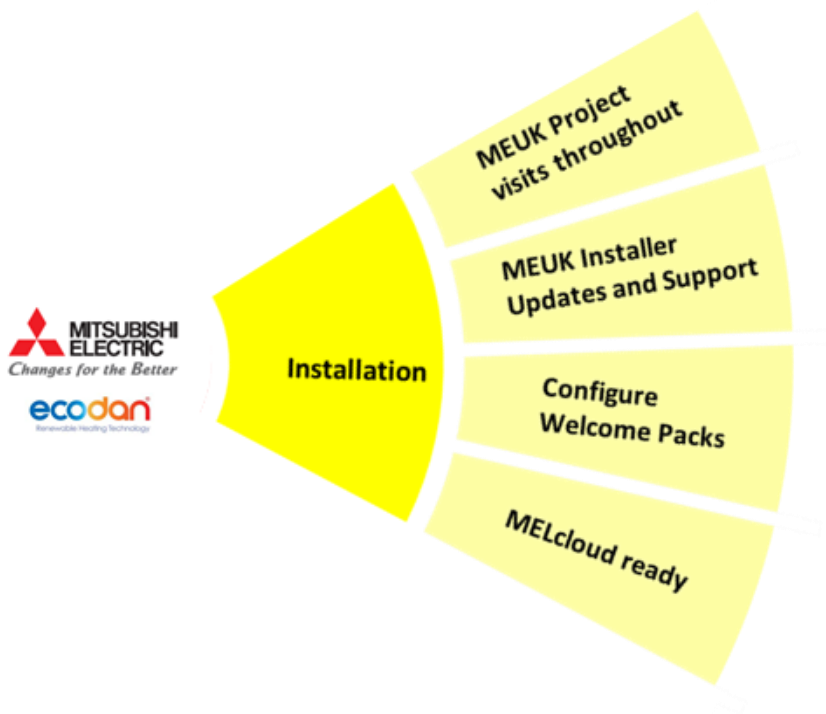 MITSUBISHI
ELECTRIC
Changes for the Better
ecodan
Renewable Heating Technology
Installation
MEUK Project
visits throughout
MEUK Installer
Updates and Support
Configure
Welcome Packs
MELcloud ready